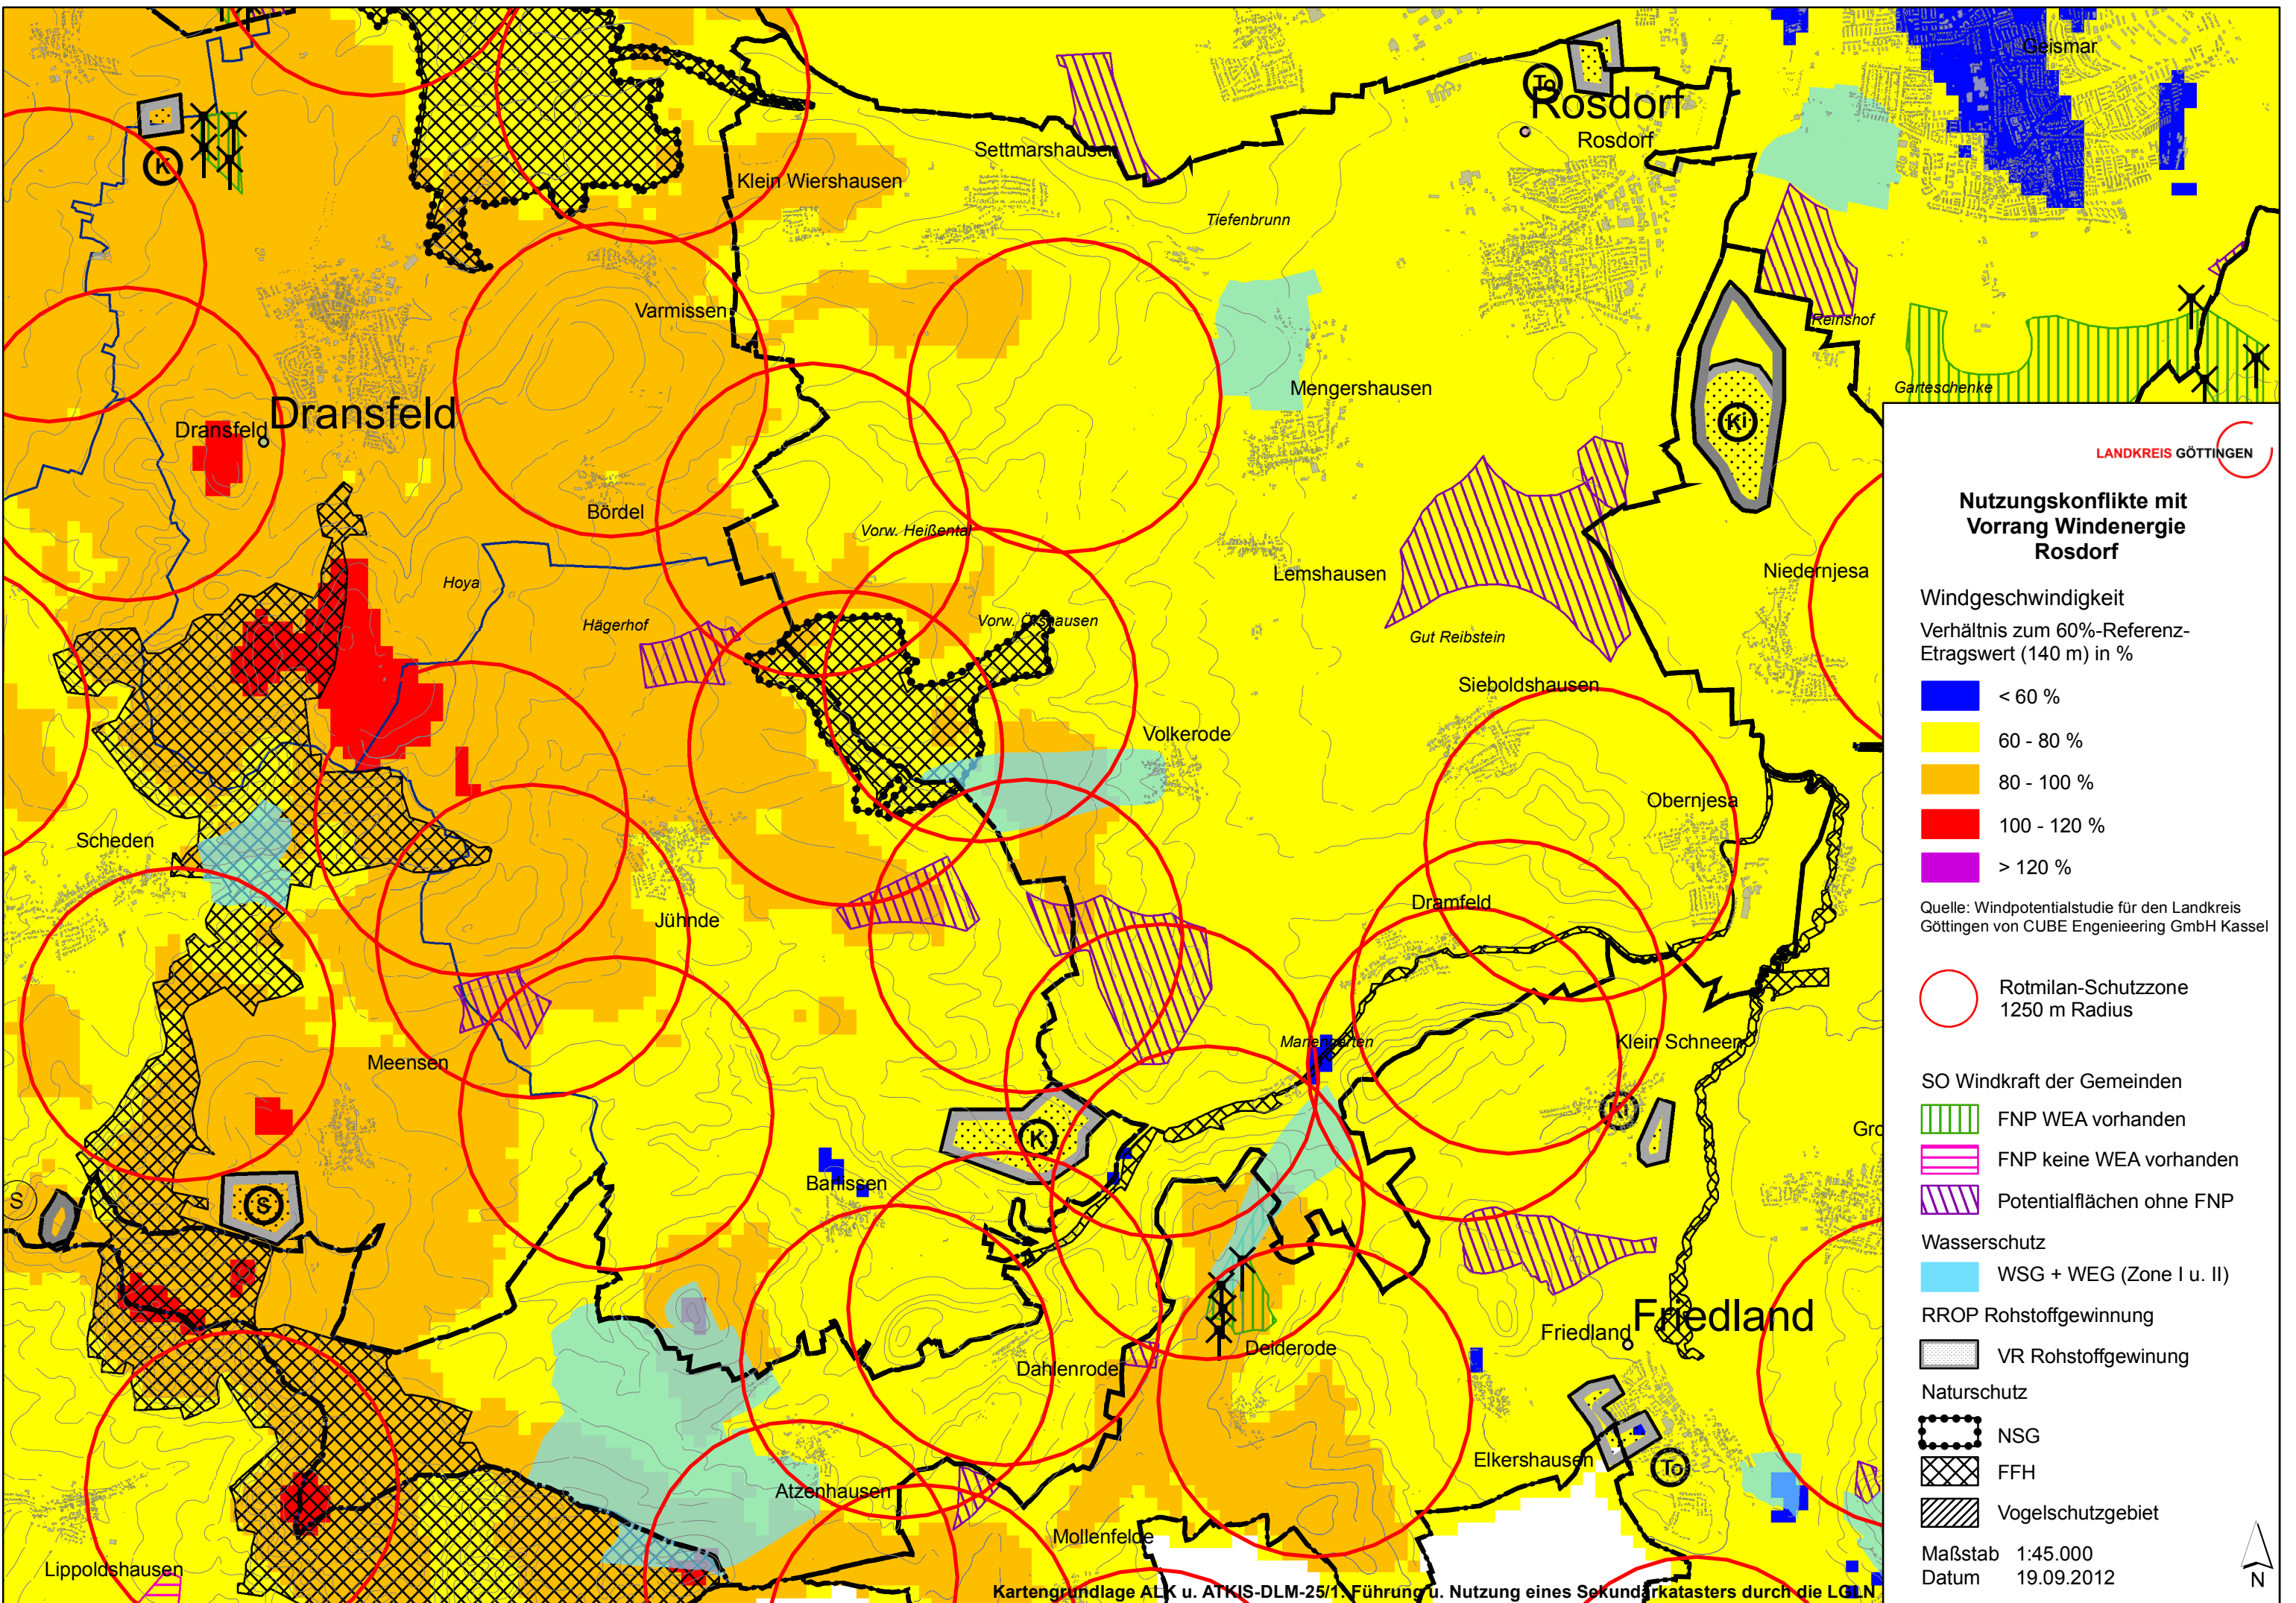 Geismar
To
Rosdorf
Rosdorf
K
Settmarshausen
Klein Wiershausen
Tiefenbrunn
Varmissen
Reinshof
Mengershausen
Garteschenke
Dransfeld
Dransfeld
Ki
Bördel
Vorw. Heißental
Hoya
Lemshausen
Niedernjesa
Hägerhof
Vorw.
Gut Reibstein
Sieboldshausen
Volkerode
Obernjesa
Scheden
Jühnde
Dramfeld
Meensen
Klein Schneen
K
Gro
Barlissen
S
S
Friedland
Friedland
Deiderode
Dahlenrode
Elkershausen
To
Atzenhausen
Mollenfelde
Lippoldshausen
Kartengrundlage ALK u. ATKIS-DLM-25/1. Führung u. Nutzung eines Sekundärkatasters durch die LGLN
LANDKREIS GÖTTINGEN
Nutzungskonflikte mit
Vorrang Windenergie
Rosdorf
Windgeschwindigkeit
Verhältnis zum 60%-Referenz-
Etragswert (140 m) in %
< 60 %
60 - 80 %
80 - 100 %
100 - 120 %
> 120 %
Quelle: Windpotentialstudie für den Landkreis
Göttingen von CUBE Engenieering GmbH Kassel
Rotmilan-Schutzzone
1250 m Radius
SO Windkraft der Gemeinden
FNP WEA vorhanden
FNP keine WEA vorhanden
Potentialflächen ohne FNP
Wasserschutz
WSG + WEG (Zone I u. II)
RROP Rohstoffgewinnung
VR Rohstoffgewinung
Naturschutz
NSG
FFH
Vogelschutzgebiet
Maßstab 1:45.000
Datum 19.09.2012
N